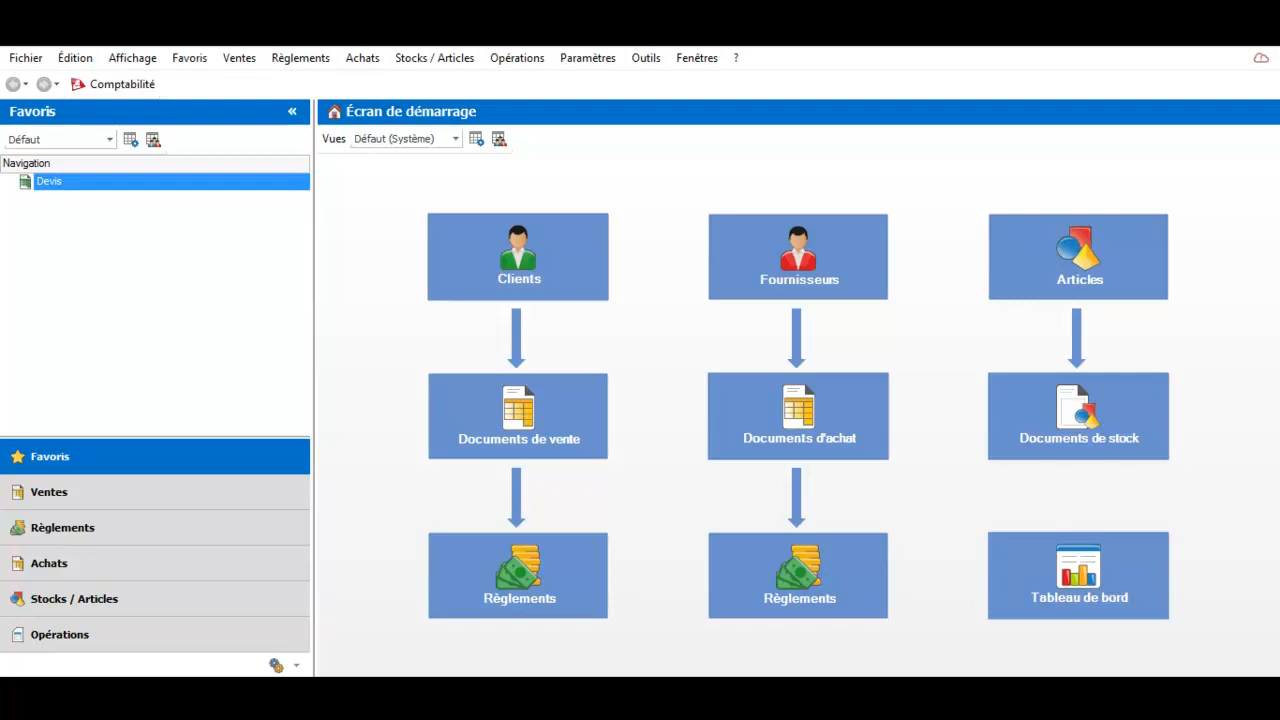 Fichier Édition Affichage Favoris Ventes Règlements Achats Stocks / Articles Opérations Paramètres Outils Fenêtres ?
Comptabilité
Favoris «
Défaut
Navigation
Devis
Favoris
Ventes
Règlements
Achats
Stocks / Articles
Opérations
Écran de démarrage
Vues Défaut (Système)
Clients Fournisseurs Articles
Documents de vente Documents d'achat Documents de stock
Règlements Règlements Tableau de bord